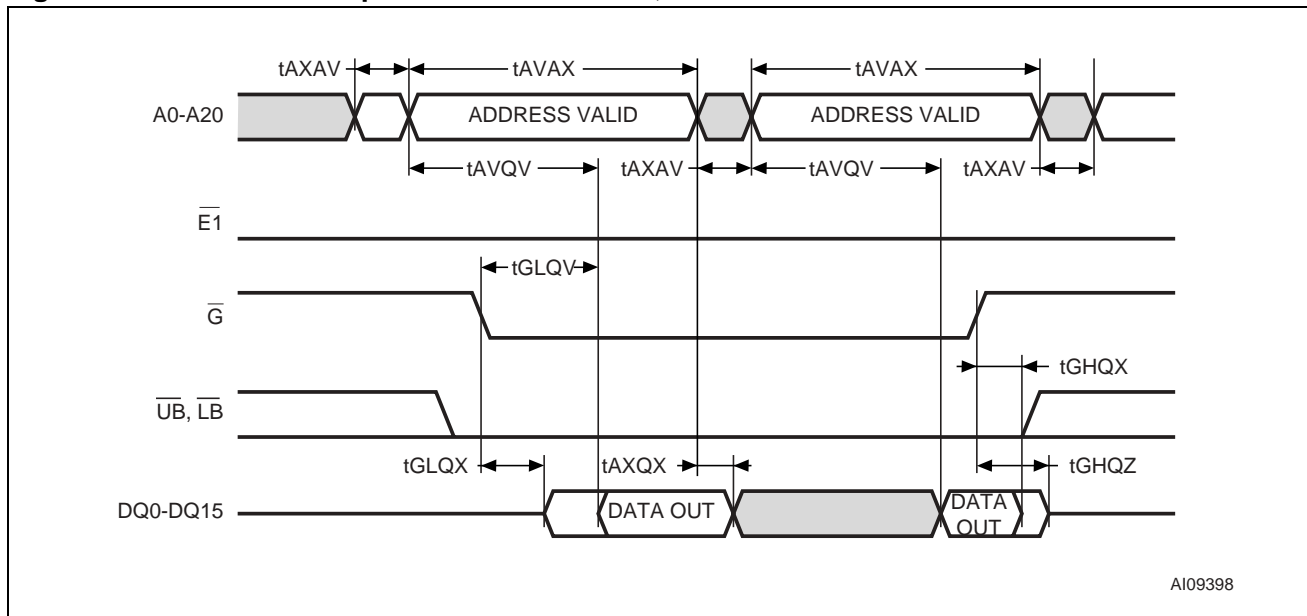 tAXAV
tAVAX
tAVAX
A0-A20
ADDRESS VALID
ADDRESS VALID
tAVQV
tAXAV
tAVQV
tAXAV
E1
tGLQV
G
tGHQX
UB, LB
tGLQX
tAXQX
tGHQZ
DQ0-DQ15
DATA OUT
DATA
OUT
AI09398